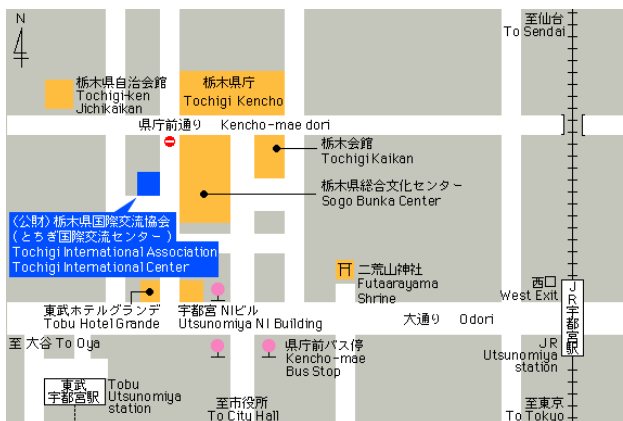 N
至仙台
To Sendai
栃木県自治会館
Tochigi-ken
Jichikaikan
栃木県庁
Tochigi Kencho
県庁前通り Kencho-mae dori
栃木会館
Tochigi Kaikan
栃木県総合文化センター
Sogo Bunka Center
〈公財〉栃木県国際交流協会
(とちぎ国際交流センター)
Tochigi International Association
Tochigi International Center
二荒山神社
Futaarayama
Shrine
西口
West Exit
JR宇都宮駅
東武ホテルグランデ
Tobu Hotel Grande
宇都宮 NIビル
Utsunomiya NI Building
大通り Odori
至 大谷 To Oya
県庁前バス停
Kencho-mae
Bus Stop
JR
Utsunomiya
station
東武
宇都宮駅
Tobu
Utsunomiya
station
至市役所
To City Hall
至東京
To Tokyo